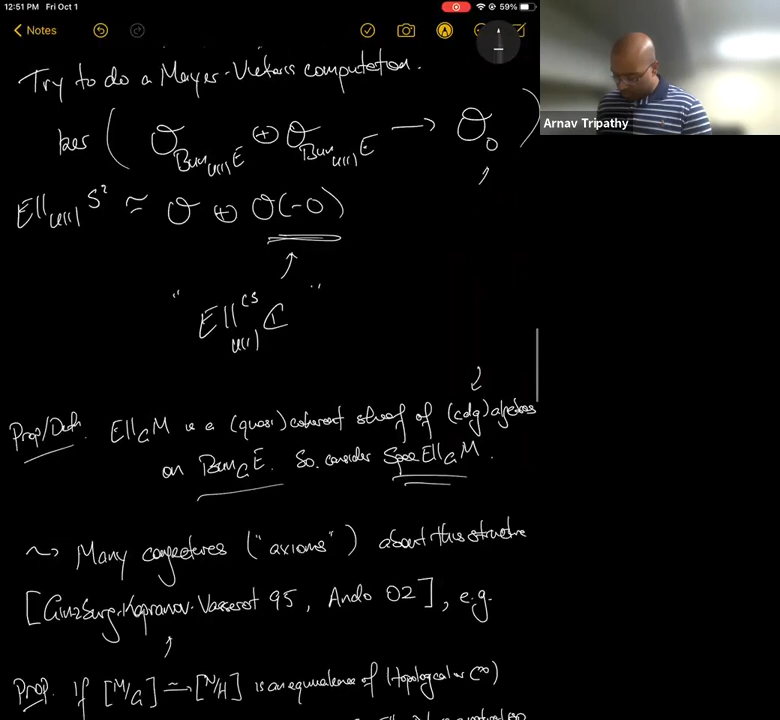 12:51 PM Fri Oct 1
59%
Notes
Arnav Tripathy
Try to do a Mayer-Vietoris computation.
ker ( O_{Bun_{U(1)}E} ⊕ O_{Bun_{U(1)}E} → O_0 )
Ell_{U(1)} S² ≃ O ⊕ O(-0)
" Ell^{cs}_{U(1)} ℂ "
Prop/Defn. Ell_G M is a (quasi)coherent sheaf of (cdg)algebras
on Bun_G E. So consider Spec Ell_G M.
⇝ Many conjectures ("axioms") about this structure
[Ginzburg-Kapranov-Vasserot 95, Ando 02], e.g.
Prop. If [M/G] ≃ [N/H] is an equivalence of (topological or C^∞)